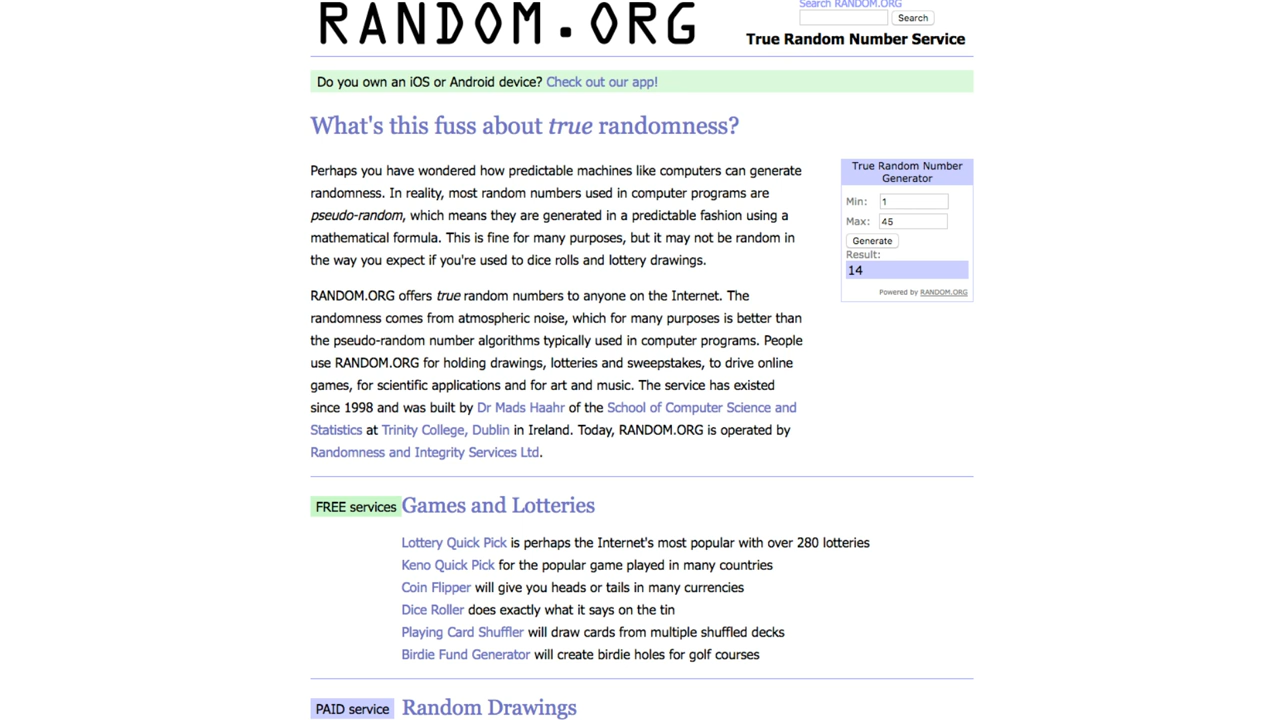 RANDOM.ORG
Search RANDOM.ORG
Search
True Random Number Service
Do you own an iOS or Android device? Check out our app!
What's this fuss about true randomness?
Perhaps you have wondered how predictable machines like computers can generate
randomness. In reality, most random numbers used in computer programs are
pseudo-random, which means they are generated in a predictable fashion using a
mathematical formula. This is fine for many purposes, but it may not be random in
the way you expect if you're used to dice rolls and lottery drawings.
RANDOM.ORG offers true random numbers to anyone on the Internet. The
randomness comes from atmospheric noise, which for many purposes is better than
the pseudo-random number algorithms typically used in computer programs. People
use RANDOM.ORG for holding drawings, lotteries and sweepstakes, to drive online
games, for scientific applications and for art and music. The service has existed
since 1998 and was built by Dr Mads Haahr of the School of Computer Science and
Statistics at Trinity College, Dublin in Ireland. Today, RANDOM.ORG is operated by
Randomness and Integrity Services Ltd.
True Random Number
Generator
Min: 1
Max: 45
Generate
Result:
14
Powered by RANDOM.ORG
FREE services Games and Lotteries
Lottery Quick Pick is perhaps the Internet's most popular with over 280 lotteries
Keno Quick Pick for the popular game played in many countries
Coin Flipper will give you heads or tails in many currencies
Dice Roller does exactly what it says on the tin
Playing Card Shuffler will draw cards from multiple shuffled decks
Birdie Fund Generator will create birdie holes for golf courses
PAID service Random Drawings